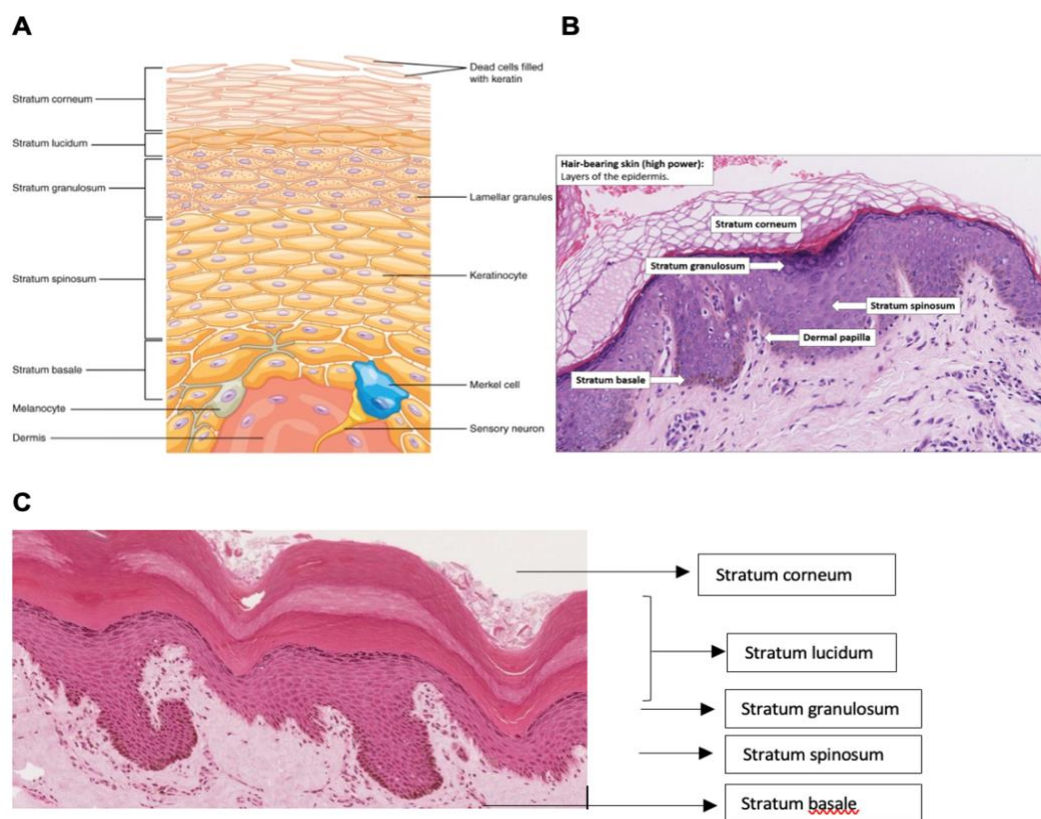 A
Stratum corneum
Stratum lucidum
Stratum granulosum
Stratum spinosum
Stratum basale
Melanocyte
Dermis
Dead cells filled
with keratin
Lamellar granules
Keratinocyte
Merkel cell
Sensory neuron
B
Hair-bearing skin (high power):
Layers of the epidermis.
Stratum corneum
Stratum granulosum
Stratum spinosum
Dermal papilla
Stratum basale
C
Stratum corneum
Stratum lucidum
Stratum granulosum
Stratum spinosum
Stratum basale